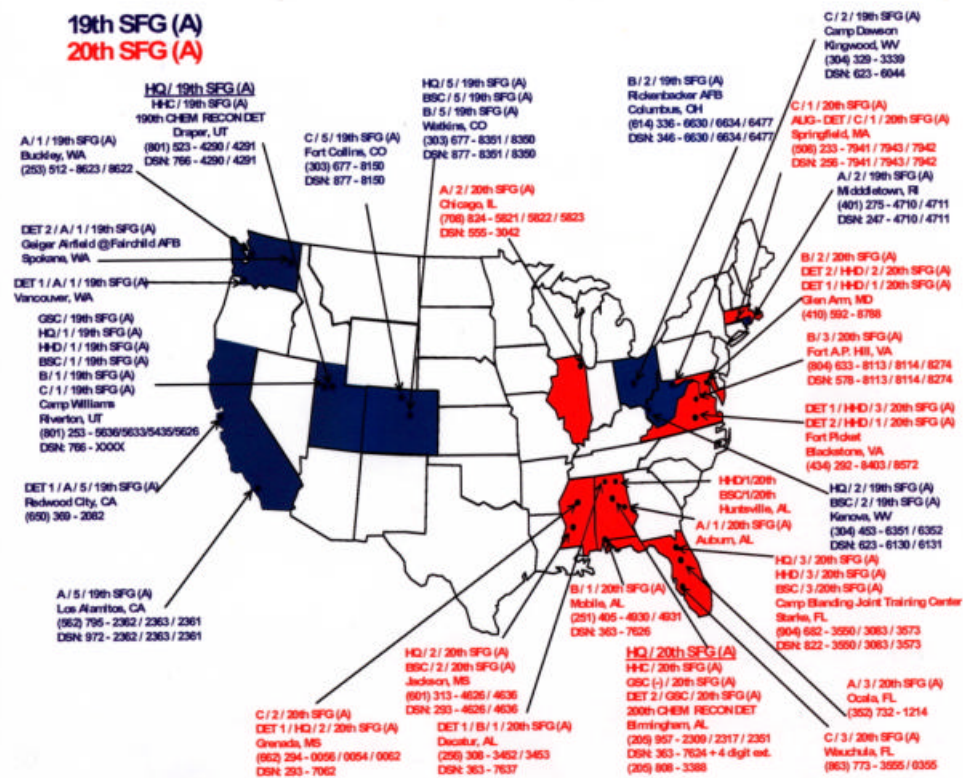 19th SFG (A)
20th SFG (A)
HQ / 19th SFG (A)
HHC / 19th SFG (A)
190th CHEM RECON DET
Draper, UT
(801) 523 - 4290 / 4291
DSN: 766 - 4290 / 4291
A / 1 / 19th SFG (A)
Buckley, WA
(253) 512 - 8623 / 8622
C / 5 / 19th SFG (A)
Fort Collins, CO
(303) 677 - 8150
DSN: 877 - 8150
HQ / 5 / 19th SFG (A)
BSC / 5 / 19th SFG (A)
B / 5 / 19th SFG (A)
Watkins, CO
(303) 677 - 8351 / 8350
DSN: 877 - 8351 / 8350
A / 2 / 20th SFG (A)
Chicago, IL
(708) 824 - 5821 / 5822 / 5823
DSN: 555 - 3042
B / 2 / 19th SFG (A)
Rickenbacker AFB
Columbus, OH
(614) 336 - 6630 / 6634 / 6477
DSN: 346 - 6630 / 6634 / 6477
C / 2 / 19th SFG (A)
Camp Dawson
Kingwood, WV
(304) 329 - 3339
DSN: 623 - 6044
C / 1 / 20th SFG (A)
AUG - DET / C / 1 / 20th SFG (A)
Springfield, MA
(508) 233 - 7941 / 7943 / 7942
DSN: 256 - 7941 / 7943 / 7942
A / 2 / 19th SFG (A)
Midddletown, RI
(401) 275 - 4710 / 4711
DSN: 247 - 4710 / 4711
DET 2 / A / 1 / 19th SFG (A)
Geiger Airfield @ Fairchild AFB
Spokane, WA
DET 1 / A / 1 / 19th SFG (A)
Vancouver, WA
GSC / 19th SFG (A)
HQ / 1 / 19th SFG (A)
HHD / 1 / 19th SFG (A)
BSC / 1 / 19th SFG (A)
B / 1 / 19th SFG (A)
C / 1 / 19th SFG (A)
Camp Williams
Riverton, UT
(801) 253 - 5636/5633/5435/5626
DSN: 766 - XXXX
DET 1 / A / 5 / 19th SFG (A)
Redwood City, CA
(650) 369 - 2082
A / 5 / 19th SFG (A)
Los Alamitos, CA
(562) 795 - 2362 / 2363 / 2361
DSN: 972 - 2362 / 2363 / 2361
B / 2 / 20th SFG (A)
DET 2 / HHD / 2 / 20th SFG (A)
DET 1 / HHD / 1 / 20th SFG (A)
Glen Arm, MD
(410) 592 - 8788
B / 3 / 20th SFG (A)
Fort A.P. Hill, VA
(804) 633 - 8113 / 8114 / 8274
DSN: 578 - 8113 / 8114 / 8274
DET 1 / HHD / 3 / 20th SFG (A)
DET 2 / HHD / 1 / 20th SFG (A)
Fort Picket
Blackstone, VA
(434) 292 - 8403 / 8572
HQ / 2 / 19th SFG (A)
BSC / 2 / 19th SFG (A)
Kenova, WV
(304) 453 - 6351 / 6352
DSN: 623 - 6130 / 6131
HHD/1/20th
BSC/1/20th
Huntsville, AL
A / 1 / 20th SFG (A)
Auburn, AL
HQ / 3 / 20th SFG (A)
HHD / 3 / 20th SFG (A)
BSC / 3 /20th SFG (A)
Camp Blanding Joint Training Center
Starke, FL
(904) 682 - 3550 / 3083 / 3573
DSN: 822 - 3550 / 3083 / 3573
A / 3 / 20th SFG (A)
Ocala, FL
(352) 732 - 1214
C / 3 / 20th SFG (A)
Wauchula, FL
(863) 773 - 3555 / 0355
B / 1 / 20th SFG (A)
Mobile, AL
(251) 405 - 4930 / 4931
DSN: 363 - 7626
HQ / 20th SFG (A)
HHC / 20th SFG (A)
GSC (-) / 20th SFG (A)
DET 2 / GSC / 20th SFG (A)
200th CHEM RECON DET
Birmingham, AL
(205) 957 - 2309 / 2317 / 2351
DSN: 363 - 7624 + 4 digit ext.
(205) 808 - 3388
HQ / 2 / 20th SFG (A)
BSC / 2 / 20th SFG (A)
Jackson, MS
(601) 313 - 4626 / 4636
DSN: 293 - 4626 / 4636
C / 2 / 20th SFG (A)
DET 1 / HQ / 2 / 20th SFG (A)
Grenada, MS
(662) 294 - 0056 / 0054 / 0062
DSN: 293 - 7062
DET 1 / B / 1 / 20th SFG (A)
Decatur, AL
(256) 306 - 3452 / 3453
DSN: 363 - 7637